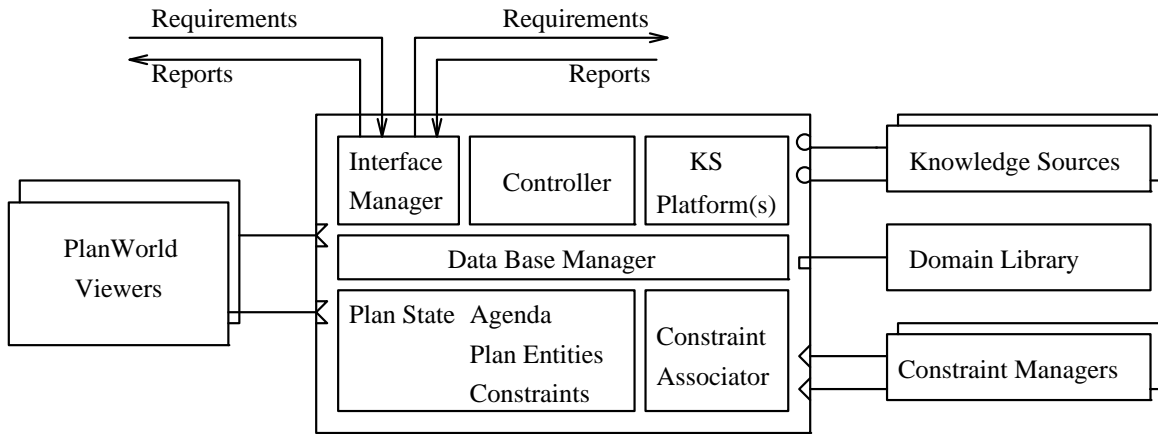 Requirements
Requirements
Reports
Reports
Interface
Manager
Controller
KS
Platform(s)
Knowledge Sources
PlanWorld
Viewers
Data Base Manager
Domain Library
Plan State
Agenda
Plan Entities
Constraints
Constraint
Associator
Constraint Managers